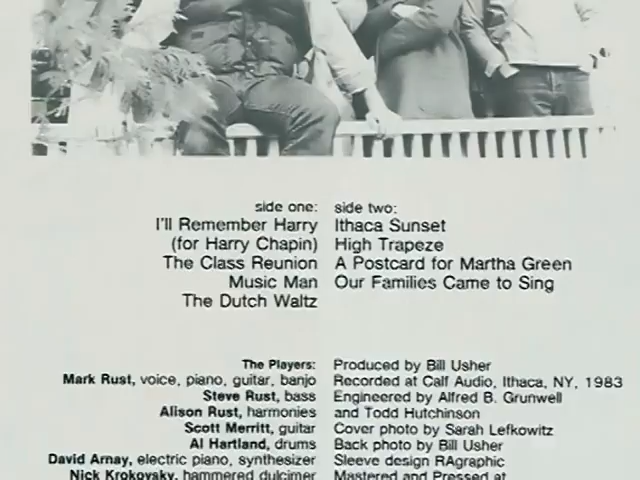 side one:
I'll Remember Harry
(for Harry Chapin)
The Class Reunion
Music Man
The Dutch Waltz
side two:
Ithaca Sunset
High Trapeze
A Postcard for Martha Green
Our Families Came to Sing
The Players:
Mark Rust, voice, piano, guitar, banjo
Steve Rust, bass
Alison Rust, harmonies
Scott Merritt, guitar
Al Hartland, drums
David Arnay, electric piano, synthesizer
Nick Krokovsky, hammered dulcimer
Produced by Bill Usher
Recorded at Calf Audio, Ithaca, NY, 1983
Engineered by Alfred B. Grunwell
and Todd Hutchinson
Cover photo by Sarah Lefkowitz
Back photo by Bill Usher
Sleeve design RAgraphic
Mastered and Pressed at